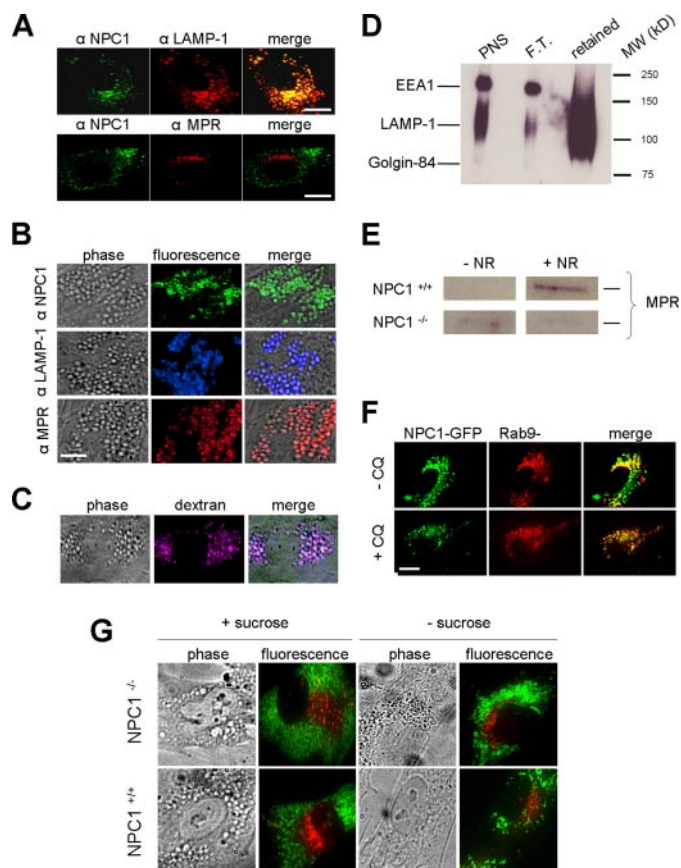 A
α NPC1 α LAMP-1 merge
α NPC1 α MPR merge
B
phase fluorescence merge
α NPC1
α LAMP-1
α MPR
C
phase dextran merge
D
PNS F.T. retained MW (kD)
EEA1
LAMP-1
Golgin-84
250
150
100
75
E
- NR + NR
NPC1 +/+
NPC1 -/-
MPR
F
NPC1-GFP Rab9- merge
- CQ
+ CQ
G
+ sucrose - sucrose
phase fluorescence phase fluorescence
NPC1 -/-
NPC1 +/+